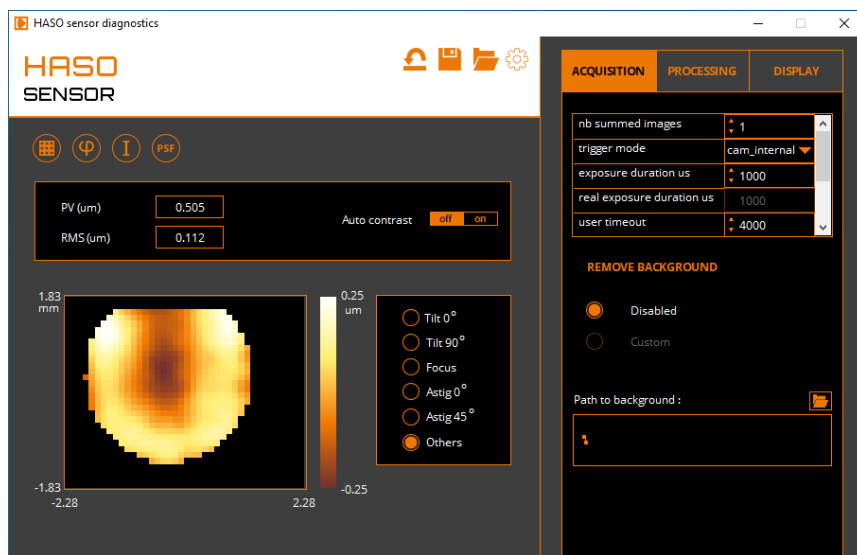 HASO sensor diagnostics
HASO
SENSOR
PSF
PV (um) 0.505
RMS (um) 0.112
Auto contrast off on
1.83
mm
-1.83
-2.28 2.28
0.25
um
-0.25
Tilt 0°
Tilt 90°
Focus
Astig 0°
Astig 45°
Others
ACQUISITION PROCESSING DISPLAY
nb summed images 1
trigger mode cam_internal
exposure duration us 1000
real exposure duration us 1000
user timeout 4000
REMOVE BACKGROUND
Disabled
Custom
Path to background :